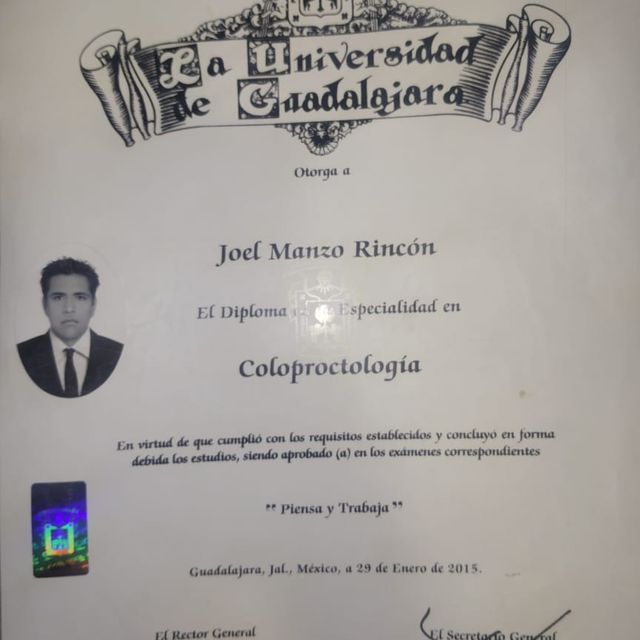 La Universidad
de Guadalajara
Otorga a
Joel Manzo Rincón
El Diploma Especialidad en
Coloproctología
En virtud de que cumplió con los requisitos establecidos y concluyó en forma
debida los estudios, siendo aprobado (a) en los exámenes correspondientes
“ Piensa y Trabaja ”
Guadalajara, Jal., México, a 29 de Enero de 2015.
El Rector General
El Secretario General